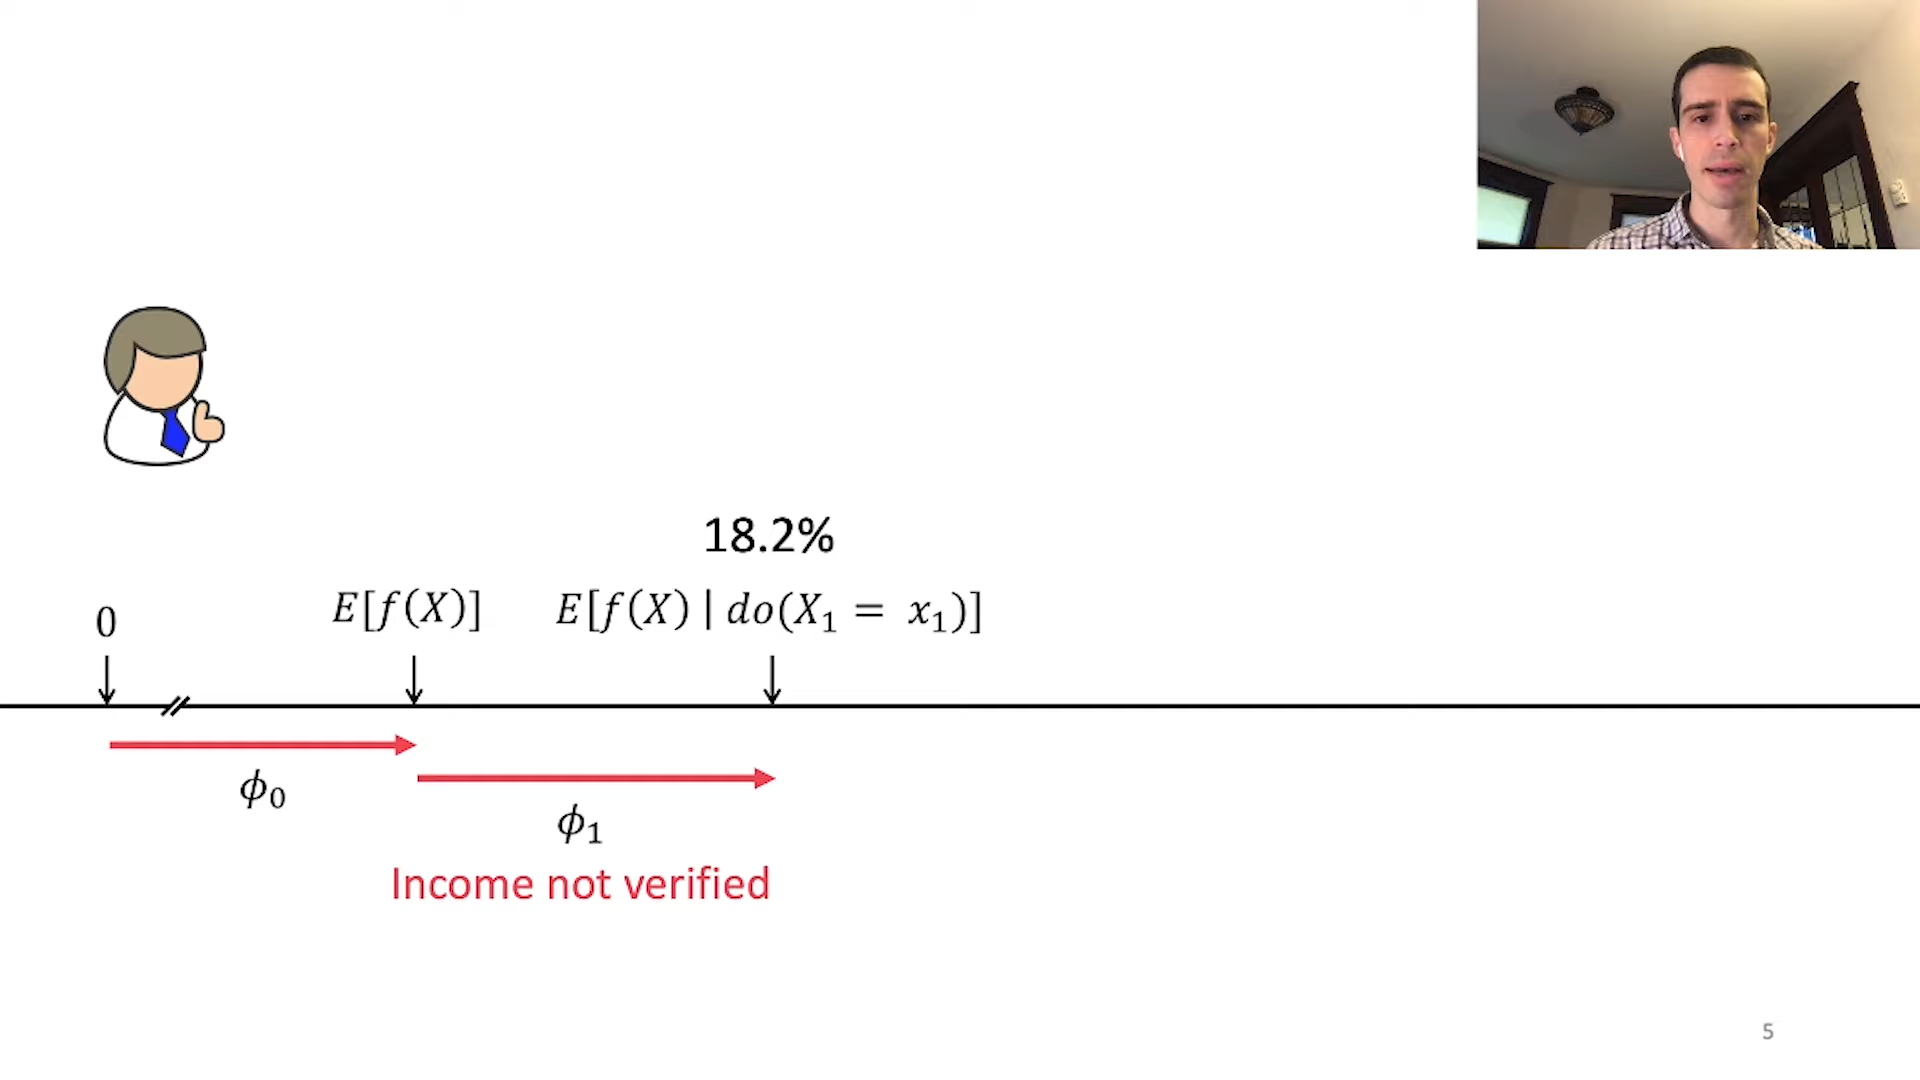 18.2%
0
E[f(X)]
E[f(X) | do(X₁ = x₁)]
ϕ₀
ϕ₁
Income not verified
5